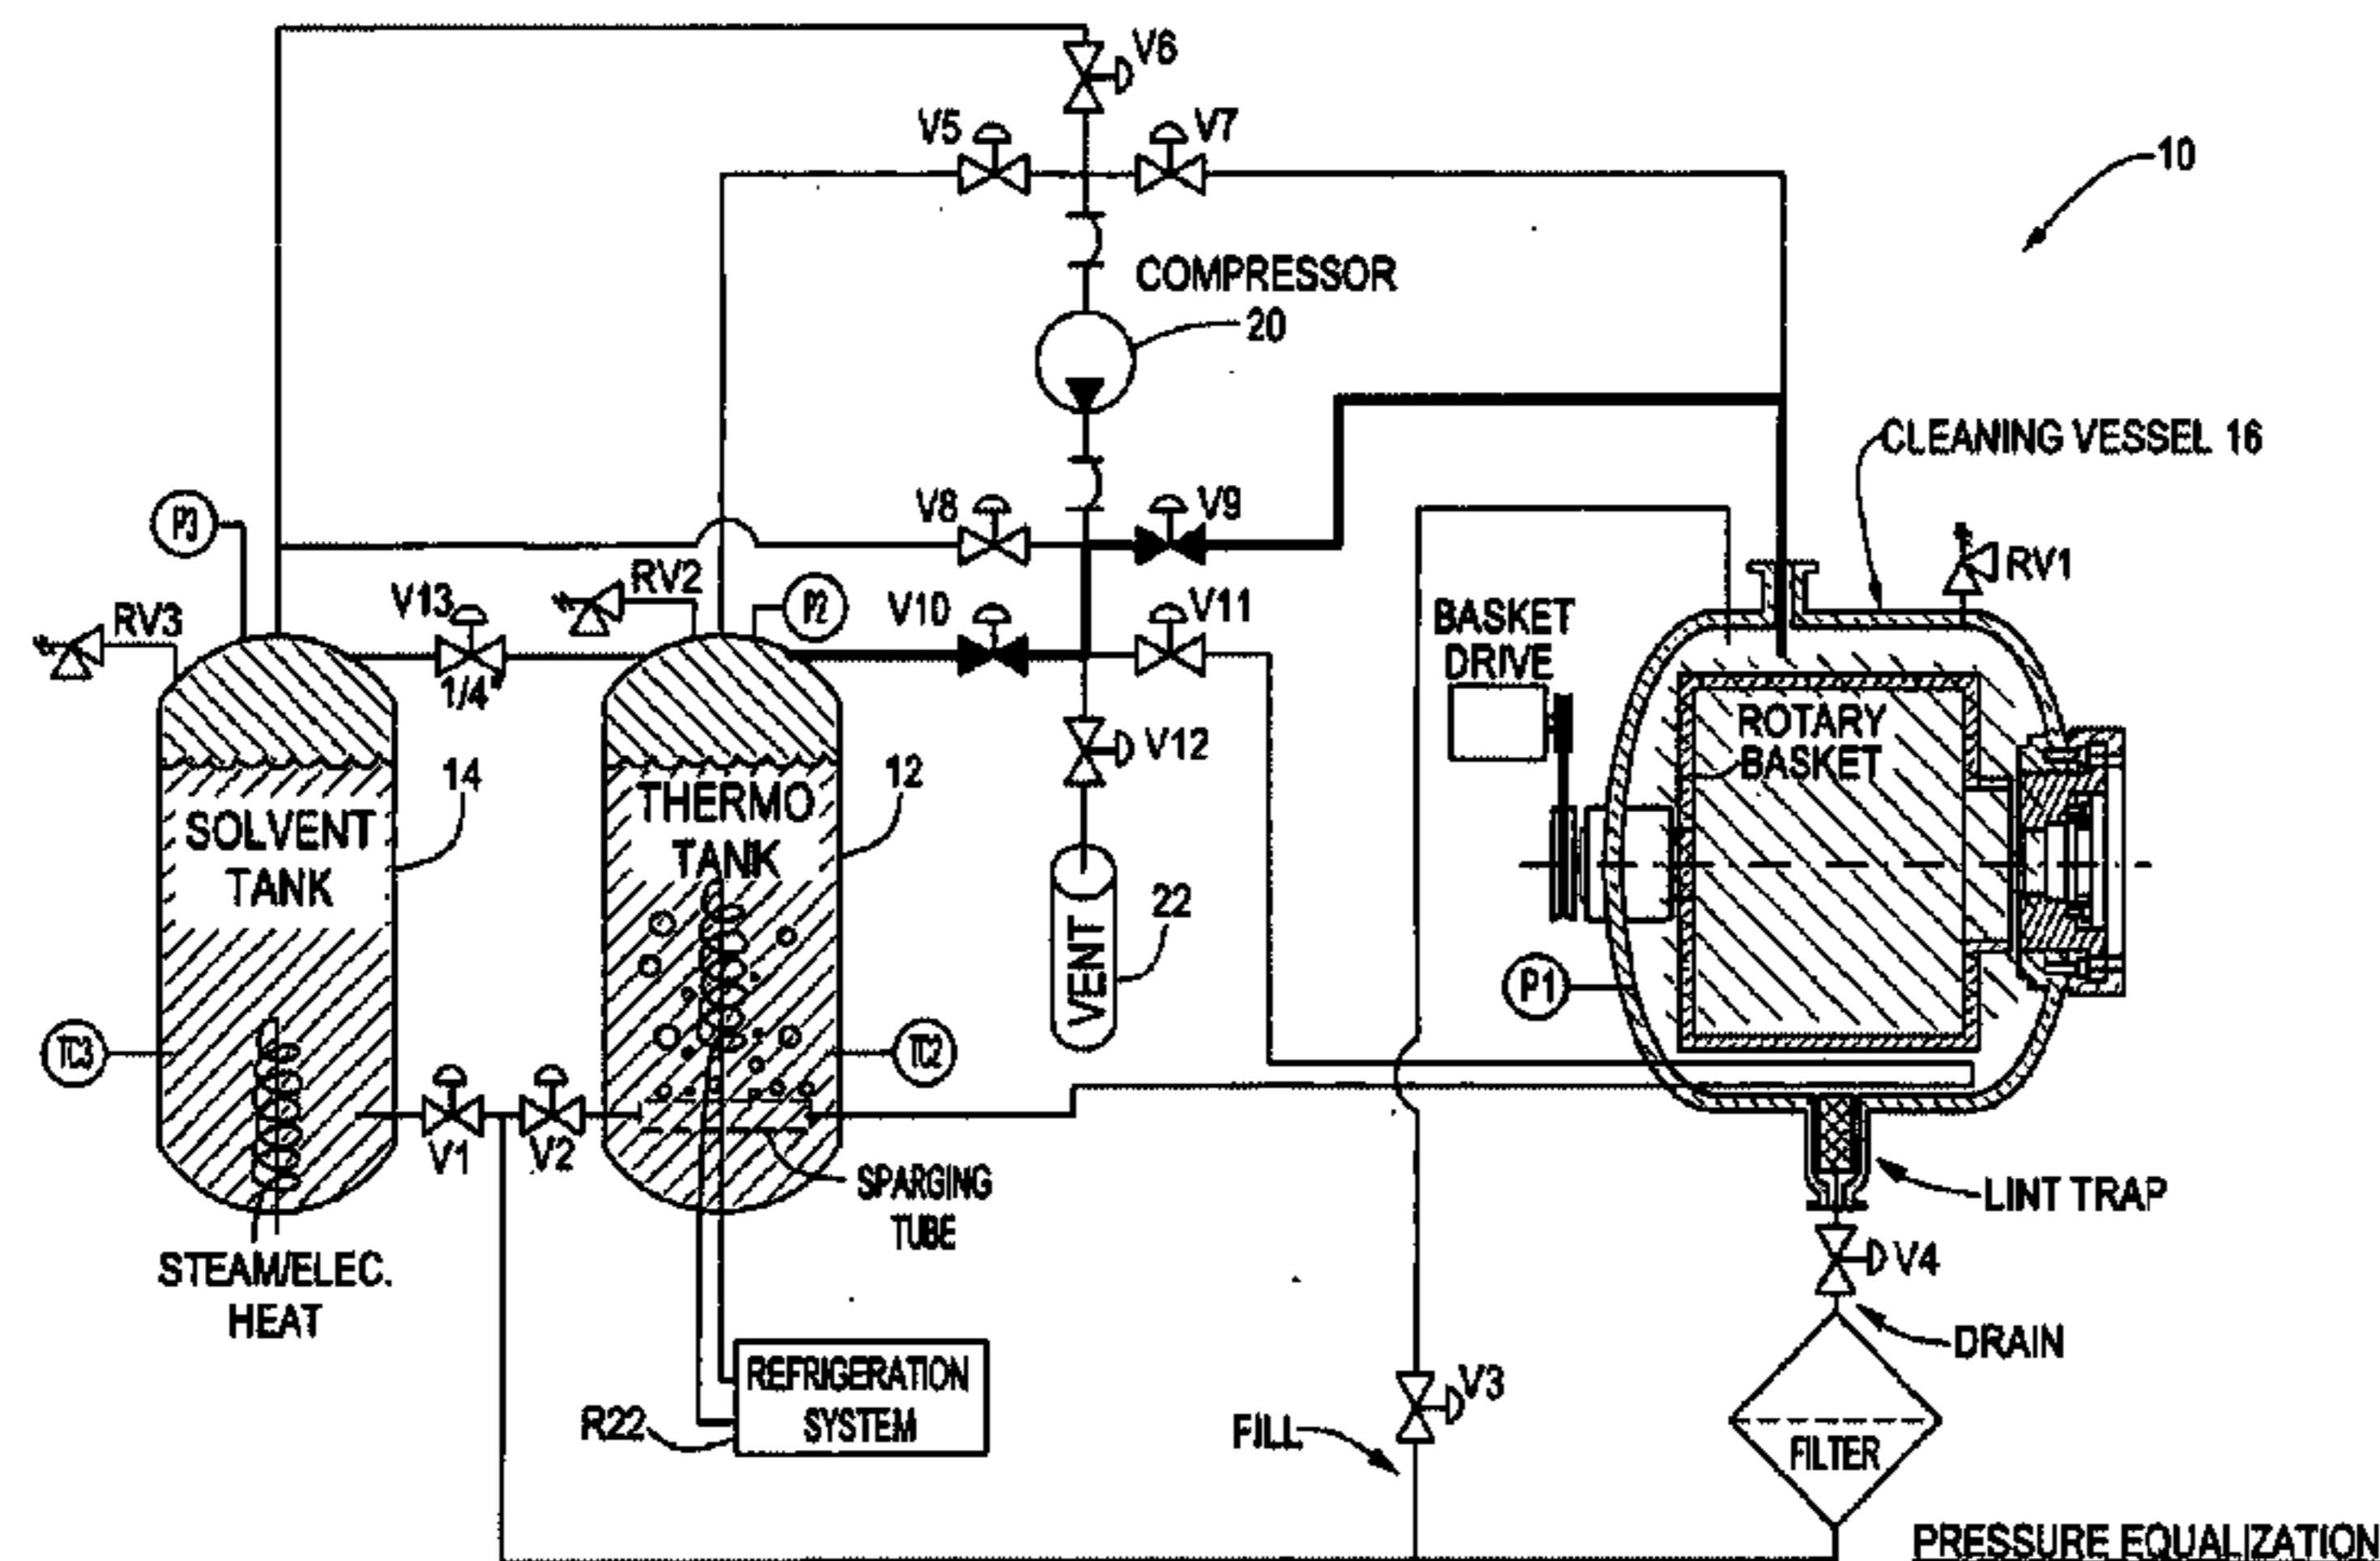 V6
V5
V7
10
COMPRESSOR
20
CLEANING VESSEL 16
P3
V8
V9
RV1
RV3
V13
RV2
P2
V10
V11
1/4"
BASKET
DRIVE
ROTARY
BASKET
V12
14
12
SOLVENT
TANK
THERMO
TANK
VENT
22
P1
TC3
TC2
V1
V2
SPARGING
TUBE
LINT TRAP
STEAM/ELEC.
HEAT
V4
DRAIN
REFRIGERATION
SYSTEM
R22
V3
FILL
FILTER
PRESSURE EQUALIZATION